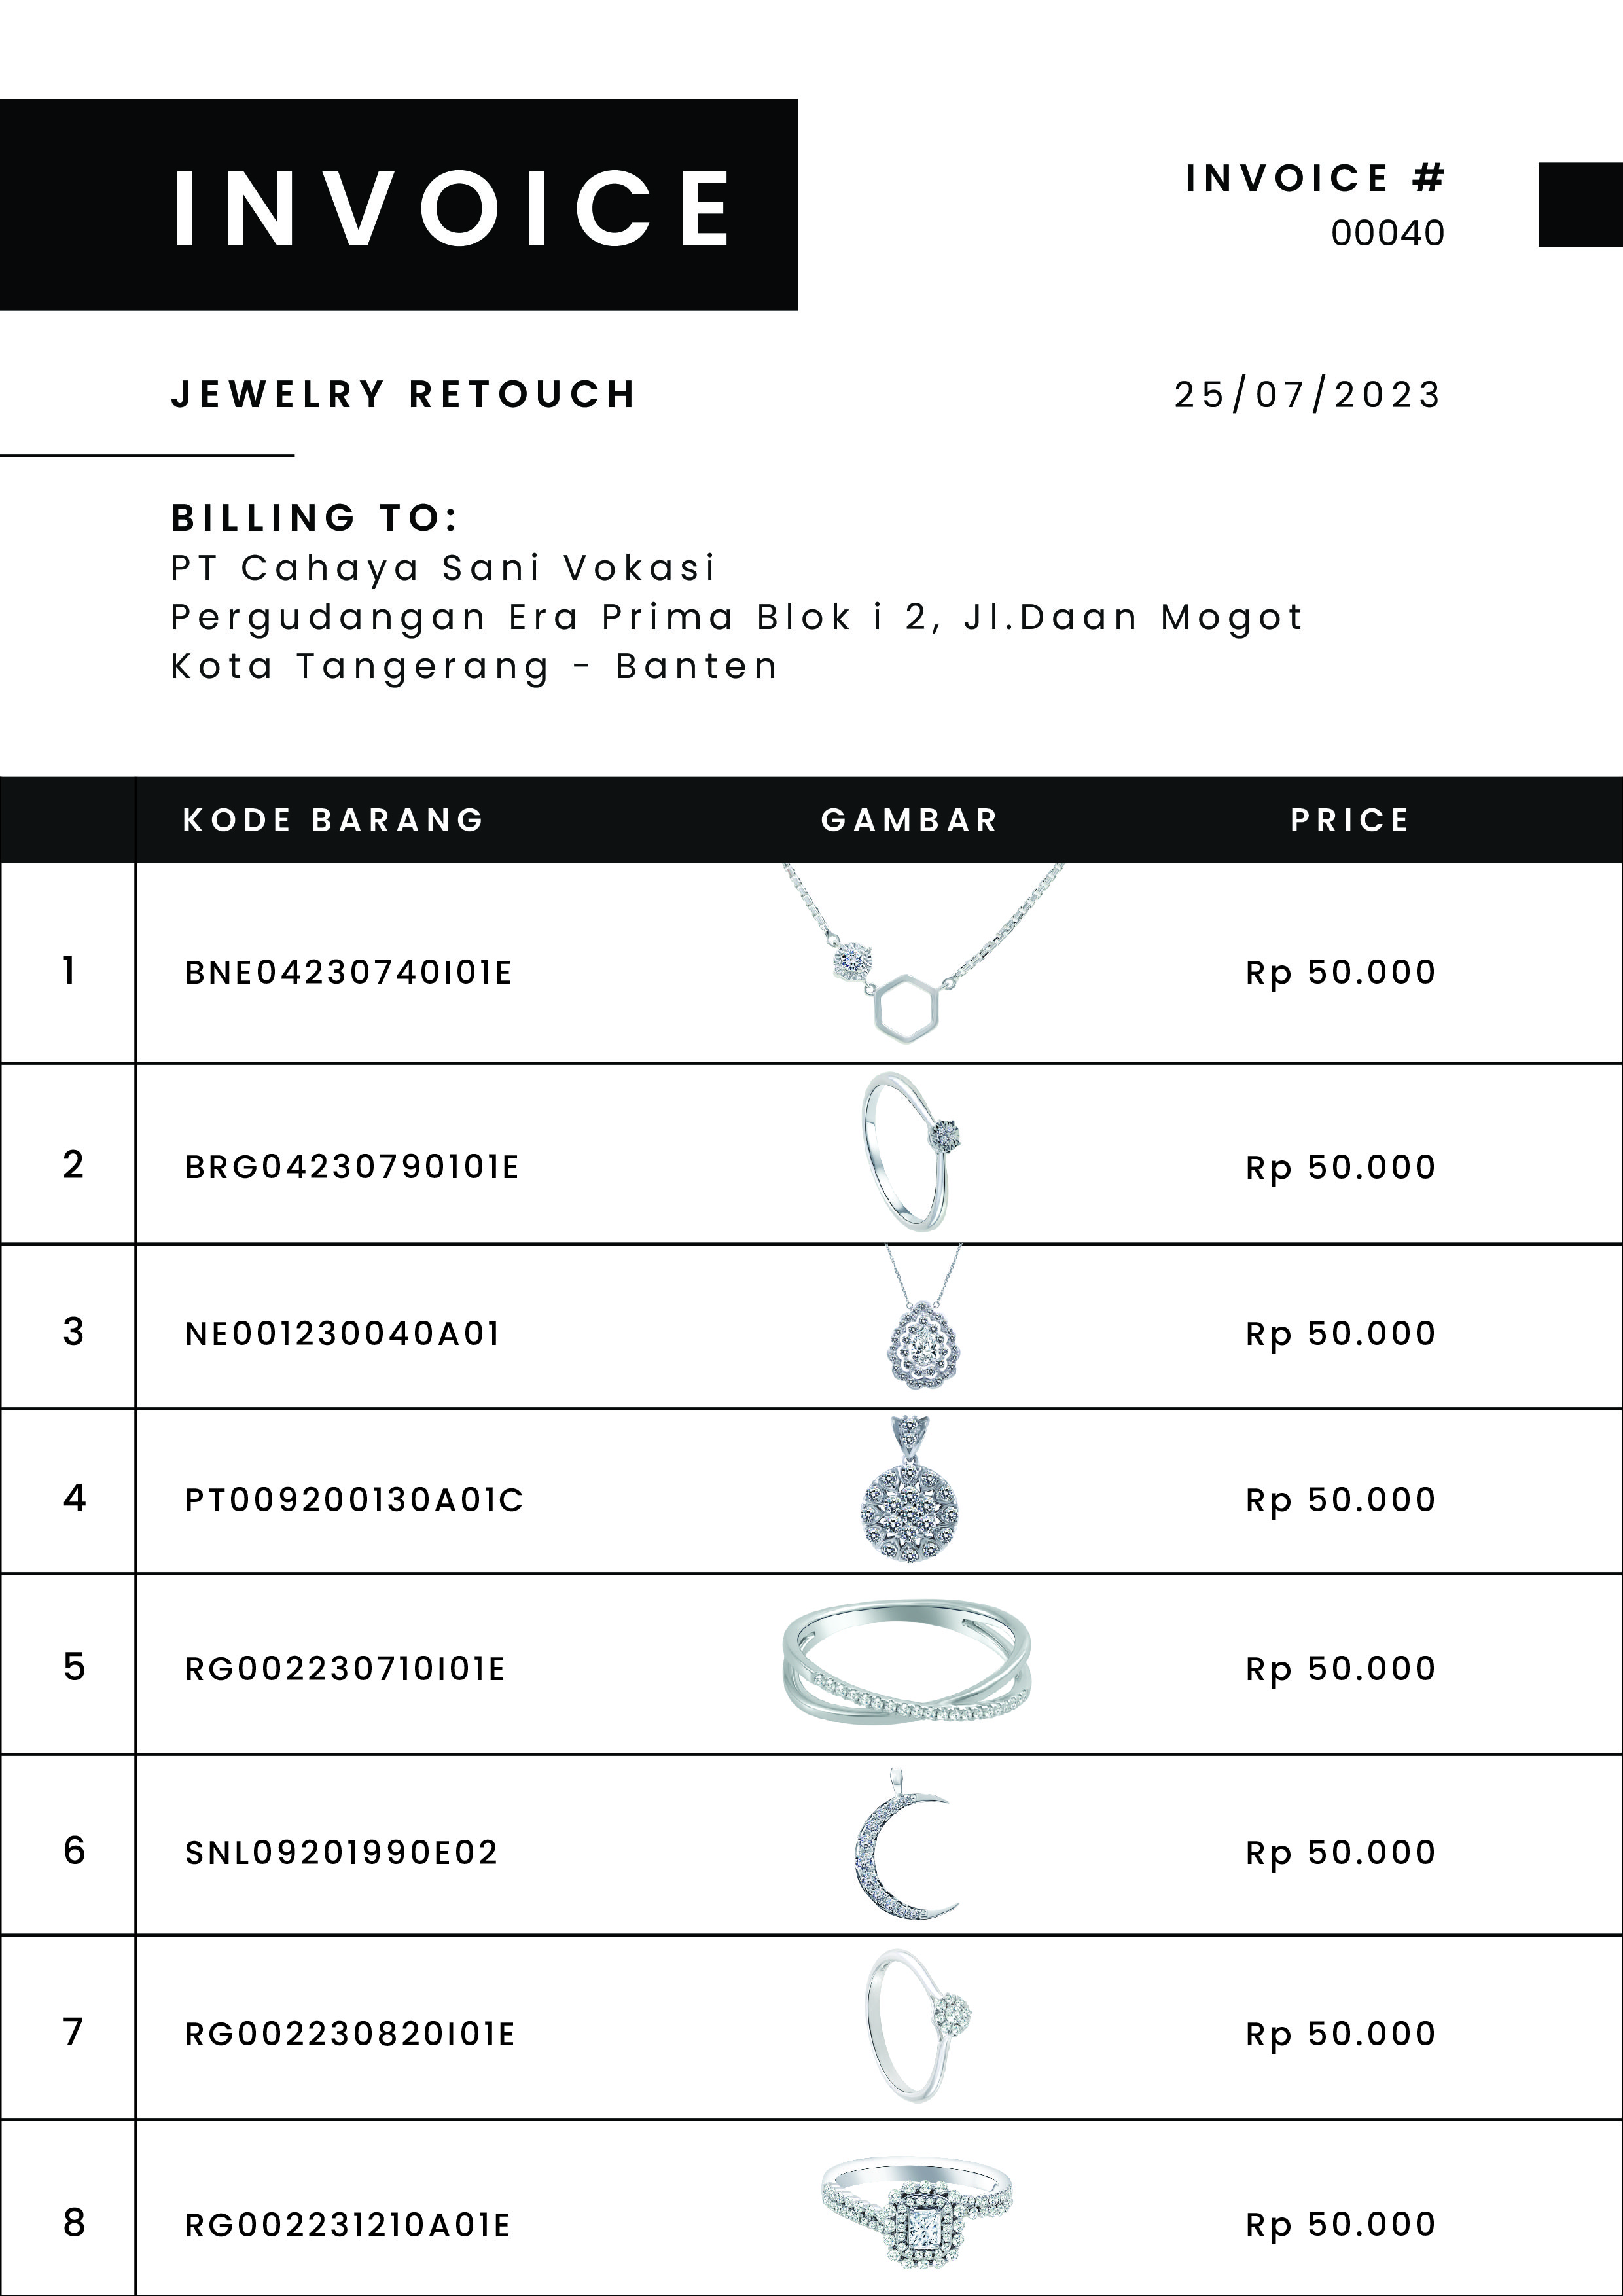 INVOICE
INVOICE #
00040
JEWELRY RETOUCH
25/07/2023
BILLING TO:
PT Cahaya Sani Vokasi
Pergudangan Era Prima Blok i 2, Jl.Daan Mogot
Kota Tangerang - Banten
KODE BARANG GAMBAR PRICE
1 BNE04230740I01E Rp 50.000
2 BRG04230790101E Rp 50.000
3 NE001230040A01 Rp 50.000
4 PT009200130A01C Rp 50.000
5 RG002230710I01E Rp 50.000
6 SNL09201990E02 Rp 50.000
7 RG002230820I01E Rp 50.000
8 RG002231210A01E Rp 50.000